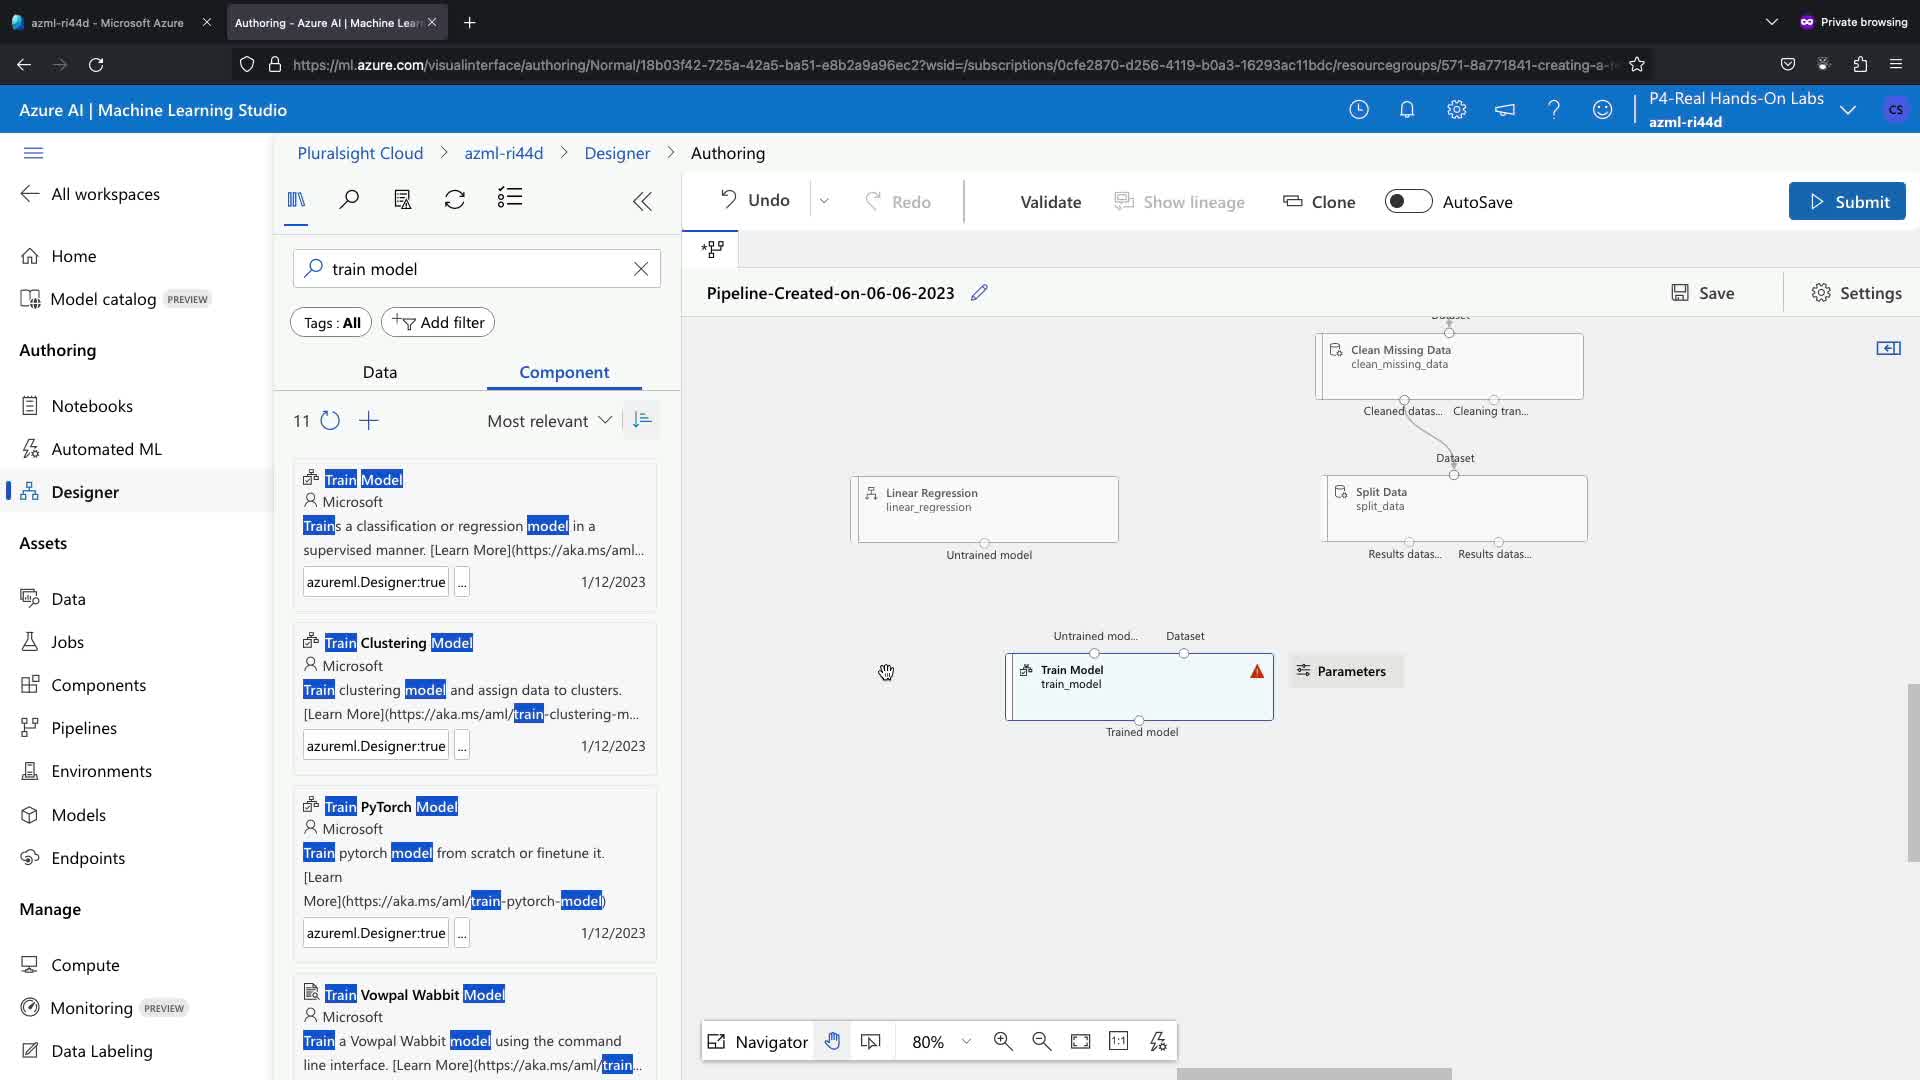 azml-ri44d - Microsoft Azure
Authoring - Azure AI | Machine Lear
Private browsing
https://ml.azure.com/visualinterface/authoring/Normal/18b03f42-725a-42a5-ba51-e8b2a9a96ec2?wsid=/subscriptions/0cfe2870-d256-4119-b0a3-16293ac11bdc/resourcegroups/571-8a771841-creating-a-
Azure AI | Machine Learning Studio
P4-Real Hands-On Labs
azml-ri44d
CS
Pluralsight Cloud > azml-ri44d > Designer > Authoring
All workspaces
Home
Model catalog PREVIEW
Authoring
Notebooks
Automated ML
Designer
Assets
Data
Jobs
Components
Pipelines
Environments
Models
Endpoints
Manage
Compute
Monitoring PREVIEW
Data Labeling
train model
Tags : All
Add filter
Data
Component
11
Most relevant
Train Model
Microsoft
Trains a classification or regression model in a
supervised manner. [Learn More](https://aka.ms/aml...
azureml.Designer:true
...
1/12/2023
Train Clustering Model
Microsoft
Train clustering model and assign data to clusters.
[Learn More](https://aka.ms/aml/train-clustering-m...
azureml.Designer:true
...
1/12/2023
Train PyTorch Model
Microsoft
Train pytorch model from scratch or finetune it.
[Learn
More](https://aka.ms/aml/train-pytorch-model)
azureml.Designer:true
...
1/12/2023
Train Vowpal Wabbit Model
Microsoft
Train a Vowpal Wabbit model using the command
line interface. [Learn More](https://aka.ms/aml/train...
Undo
Redo
Validate
Show lineage
Clone
AutoSave
Submit
Pipeline-Created-on-06-06-2023
Save
Settings
Dataset
Clean Missing Data
clean_missing_data
Cleaned datas...
Cleaning tran...
Dataset
Linear Regression
linear_regression
Untrained model
Split Data
split_data
Results datas...
Results datas...
Untrained mod...
Dataset
Train Model
train_model
Trained model
Parameters
Navigator
80%
1:1